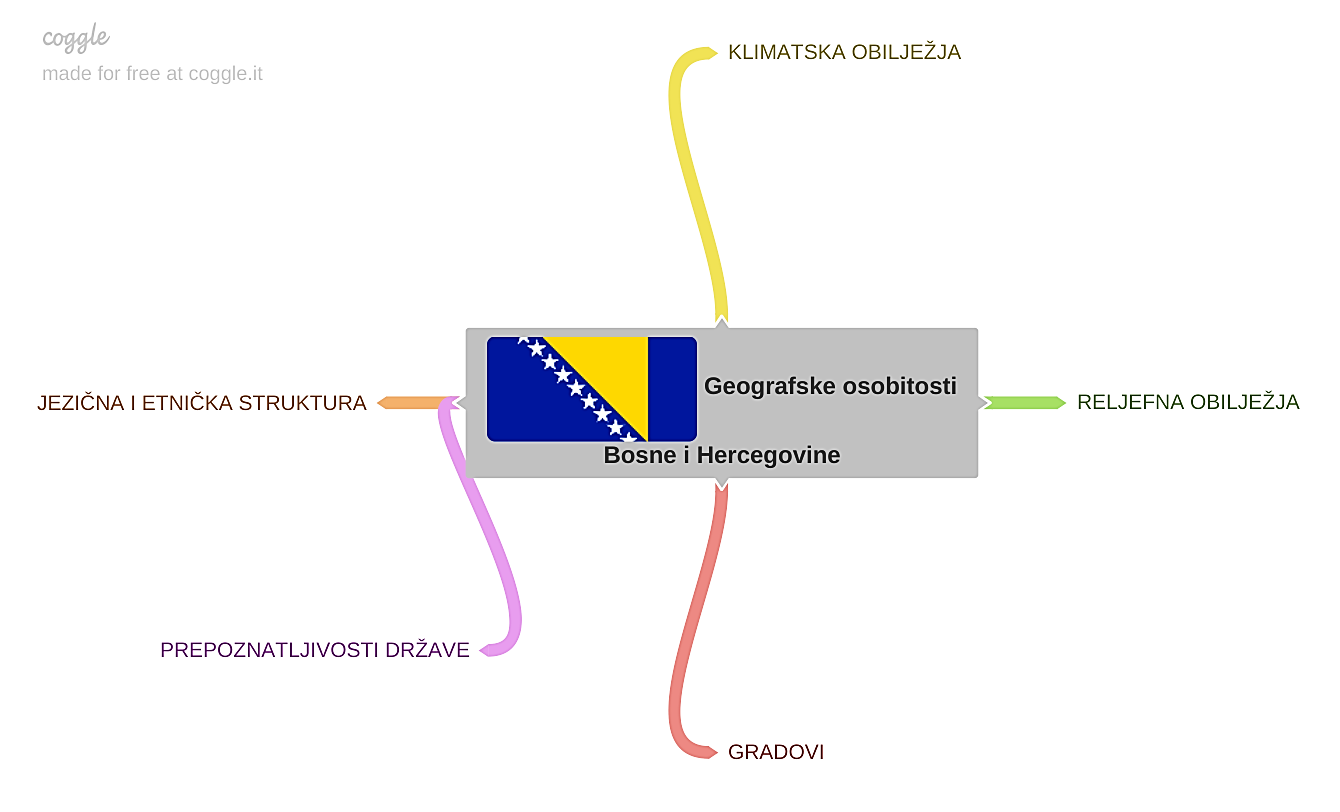 coggle
made for free at coggle.it
KLIMATSKA OBILJEŽJA
Geografske osobitosti
Bosne i Hercegovine
JEZIČNA I ETNIČKA STRUKTURA
RELJEFNA OBILJEŽJA
PREPOZNATLJIVOSTI DRŽAVE
GRADOVI